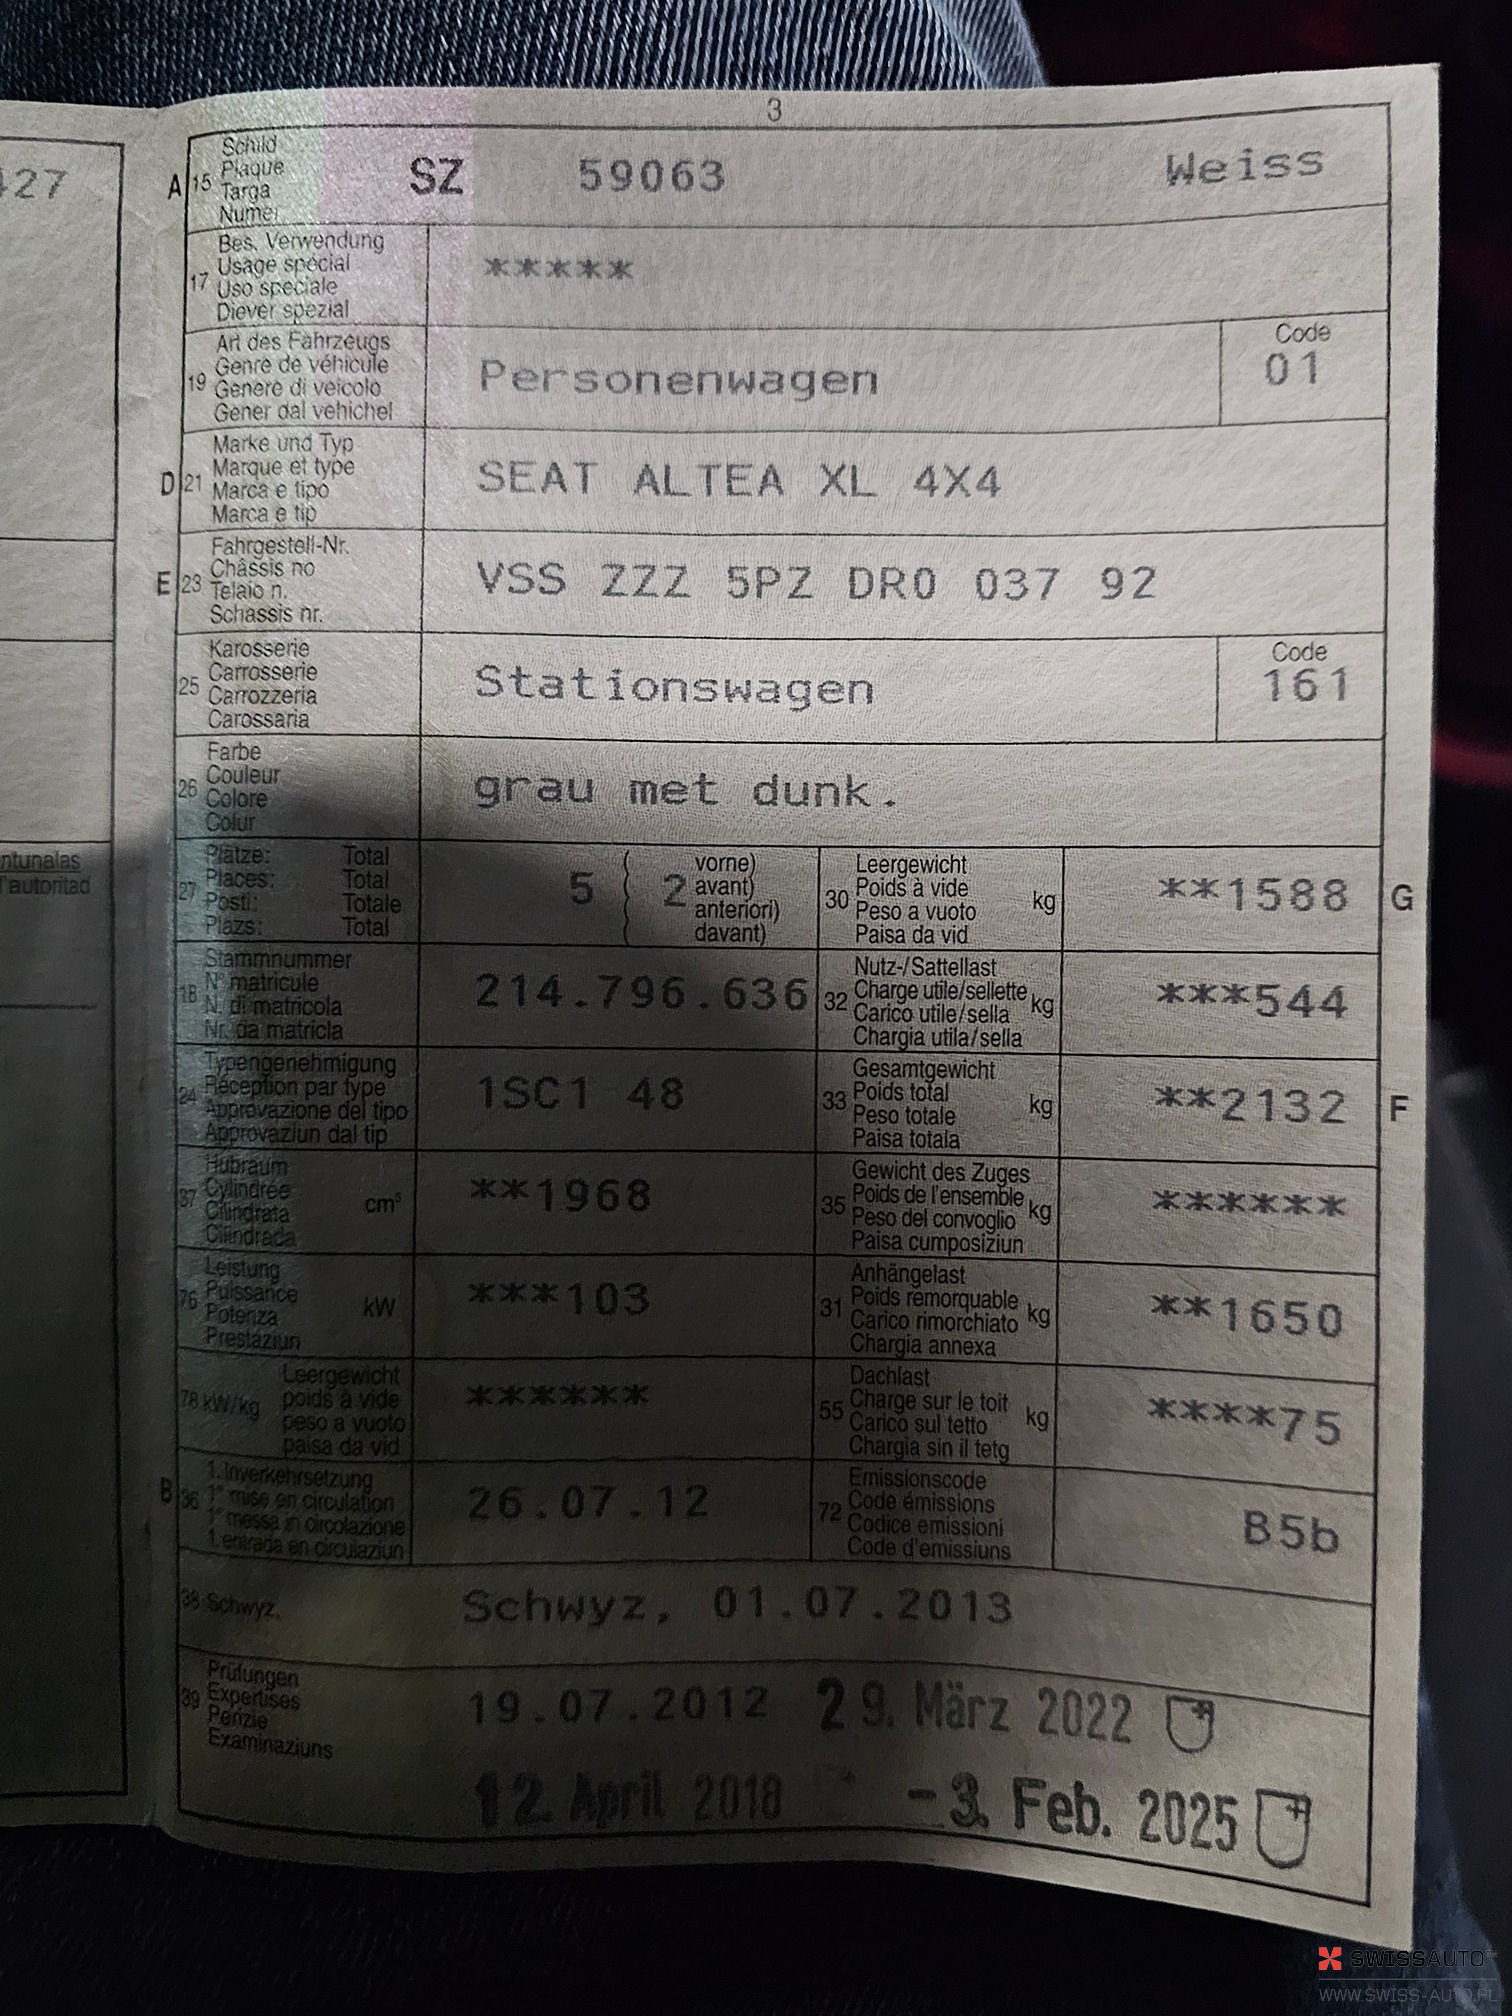 427
ntunalas
l'autoritad
3
A 15 Schild
Plaque
Targa
Numer
SZ 59063 Weiss
17 Bes. Verwendung
Usage spécial
Uso speciale
Diever spezial
*****
19 Art des Fahrzeugs
Genre de véhicule
Genere di veicolo
Gener dal vehichel
Personenwagen
Code
01
D 21 Marke und Typ
Marque et type
Marca e tipo
Marca e tip
SEAT ALTEA XL 4X4
E 23 Fahrgestell-Nr.
Châssis no
Telaio n.
Schassis nr.
VSS ZZZ 5PZ DR0 037 92
25 Karosserie
Carrosserie
Carrozzeria
Carossaria
Stationswagen
Code
161
26 Farbe
Couleur
Colore
Colur
grau met dunk.
27 Plätze: Total
Places: Total
Posti: Totale
Plazs: Total
5 ( 2 vorne)
avant)
anteriori)
davant)
30 Leergewicht
Poids à vide
Peso a vuoto
Paisa da vid
kg
**1588 G
18 Stammnummer
N° matricule
N. di matricola
Nr. da matricla
214.796.636
32 Nutz-/Sattellast
Charge utile/sellette
Carico utile/sella
Chargia utila/sella
kg
***544
24 Typengenehmigung
Réception par type
Approvazione del tipo
Approvaziun dal tip
1SC1 48
33 Gesamtgewicht
Poids total
Peso totale
Paisa totala
kg
**2132 F
37 Hubraum
Cylindrée
Cilindrata
Cilindrada
cm³
**1968
35 Gewicht des Zuges
Poids de l'ensemble
Peso del convoglio
Paisa cumposiziun
kg
******
76 Leistung
Puissance
Potenza
Prestaziun
kW
***103
31 Anhängelast
Poids remorquable
Carico rimorchiato
Chargia annexa
kg
**1650
78 kW/kg Leergewicht
poids à vide
peso a vuoto
paisa da vid
******
55 Dachlast
Charge sur le toit
Carico sul tetto
Chargia sin il tetg
kg
****75
B 36 1. Inverkehrsetzung
1re mise en circulation
1a messa in circolazione
1. entrada en circulaziun
26.07.12
72 Emissionscode
Code émissions
Codice emissioni
Code d'emissiuns
B5b
38 Schwyz,
Schwyz, 01.07.2013
39 Prüfungen
Expertises
Perizie
Examinaziuns
19.07.2012 29. März 2022
12. April 2018 -3. Feb. 2025
SWISSAUTO
WWW.SWISS-AUTO.PL